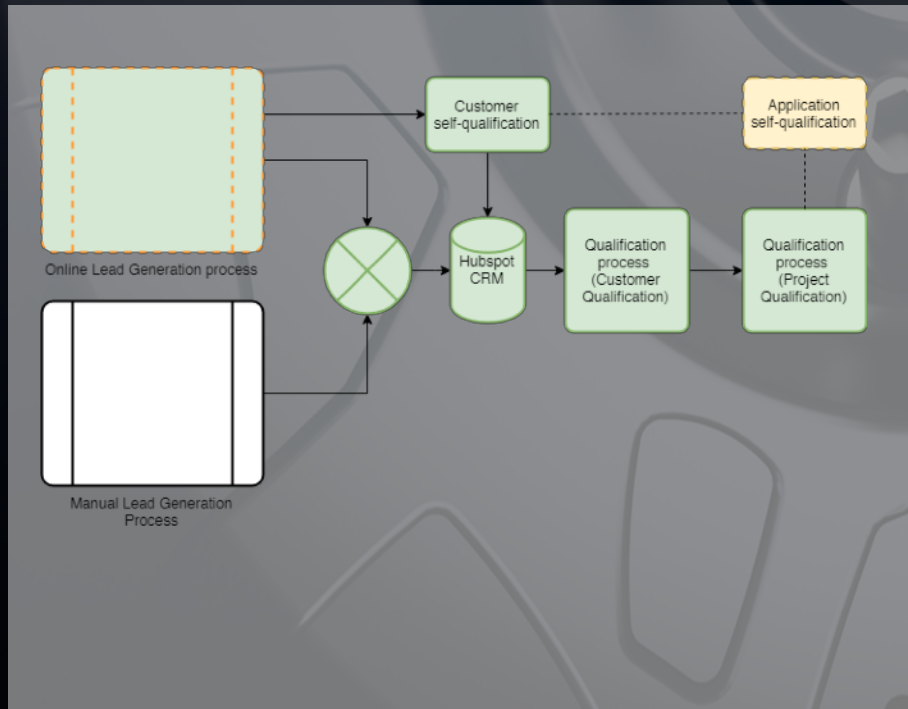 Customer
self-qualification
Application
self-qualification
Online Lead Generation process
Hubspot
CRM
Qualification
process
(Customer
Qualification)
Qualification
process
(Project
Qualification)
Manual Lead Generation
Process